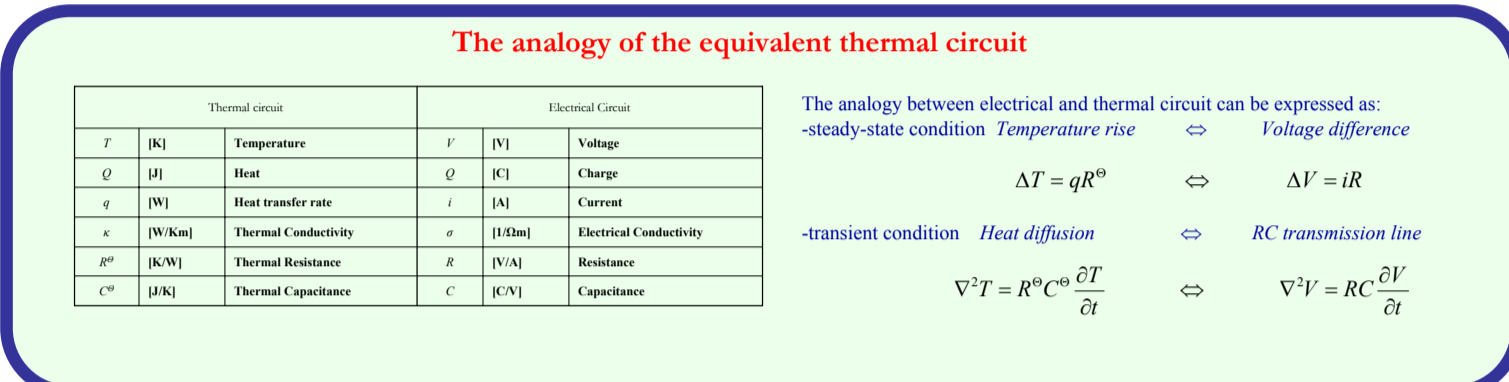 The analogy of the equivalent thermal circuit
Thermal circuit Electrical Circuit
T [K] Temperature V [V] Voltage
Q [J] Heat Q [C] Charge
q [W] Heat transfer rate i [A] Current
κ [W/Km] Thermal Conductivity σ [1/Ωm] Electrical Conductivity
R^Θ [K/W] Thermal Resistance R [V/A] Resistance
C^Θ [J/K] Thermal Capacitance C [C/V] Capacitance
The analogy between electrical and thermal circuit can be expressed as:
-steady-state condition Temperature rise ⇔ Voltage difference
ΔT = qR^Θ ⇔ ΔV = iR
-transient condition Heat diffusion ⇔ RC transmission line
∇²T = R^ΘC^Θ ∂T/∂t ⇔ ∇²V = RC ∂V/∂t